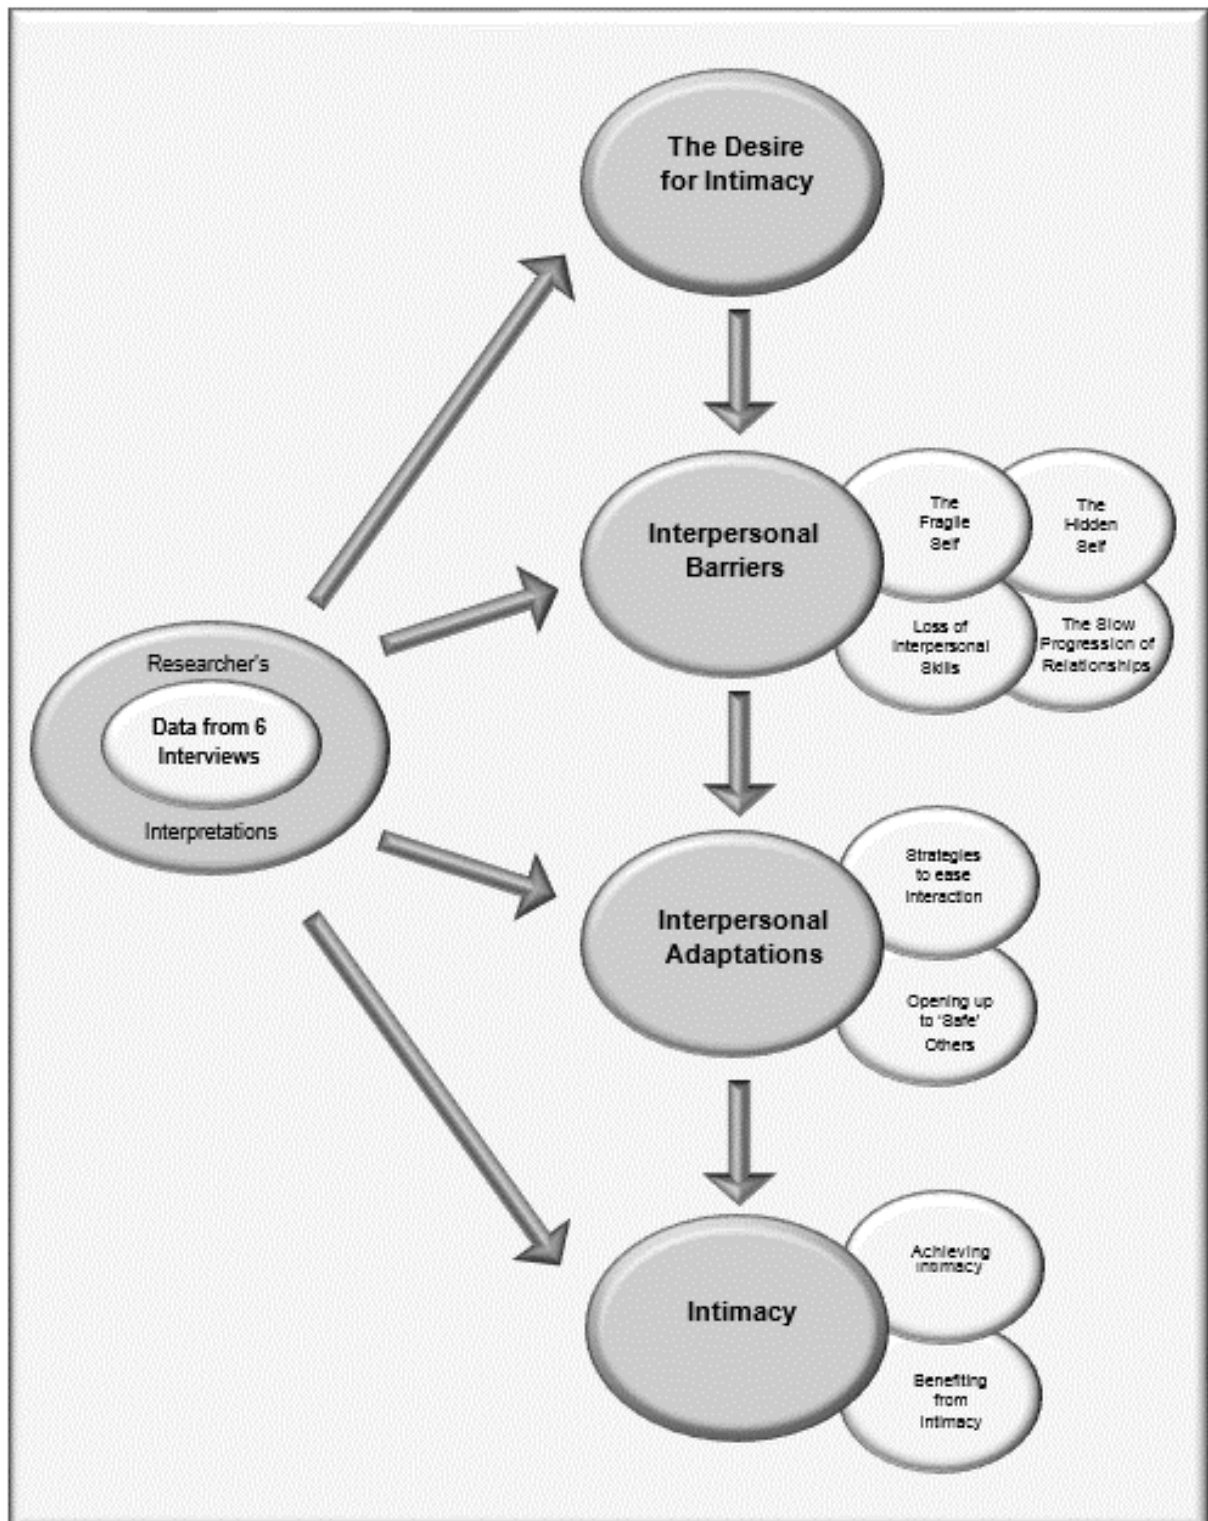 The Desire
for Intimacy
Interpersonal
Barriers
The
Fragile
Self
The
Hidden
Self
Loss of
Interpersonal
Skills
The Slow
Progression of
Relationships
Researcher's
Data from 6
Interviews
Interpretations
Interpersonal
Adaptations
Strategies
to ease
Interaction
Opening up
to 'Safe'
Others
Intimacy
Achieving
Intimacy
Benefiting
from
Intimacy